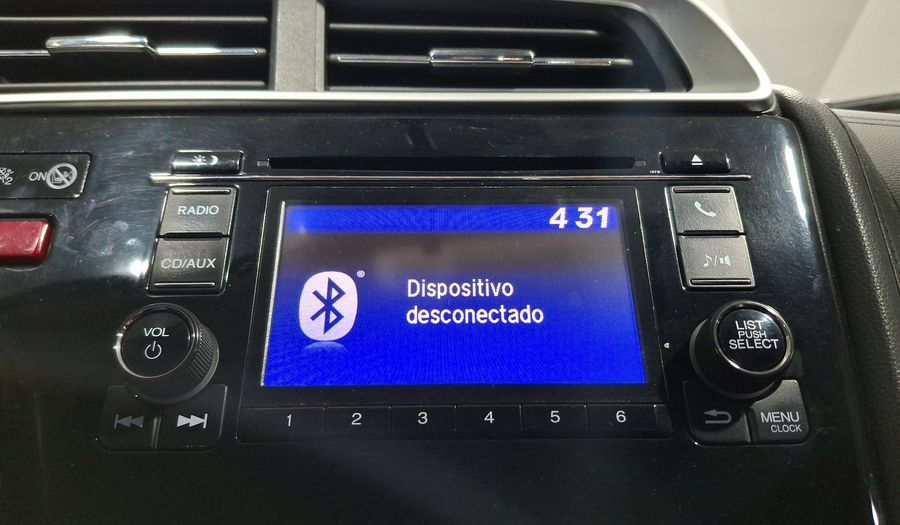 ON
RADIO
CD/AUX
VOL
4 31
Dispositivo
desconectado
®
LIST
PUSH
SELECT
1 2 3 4 5 6
MENU
CLOCK